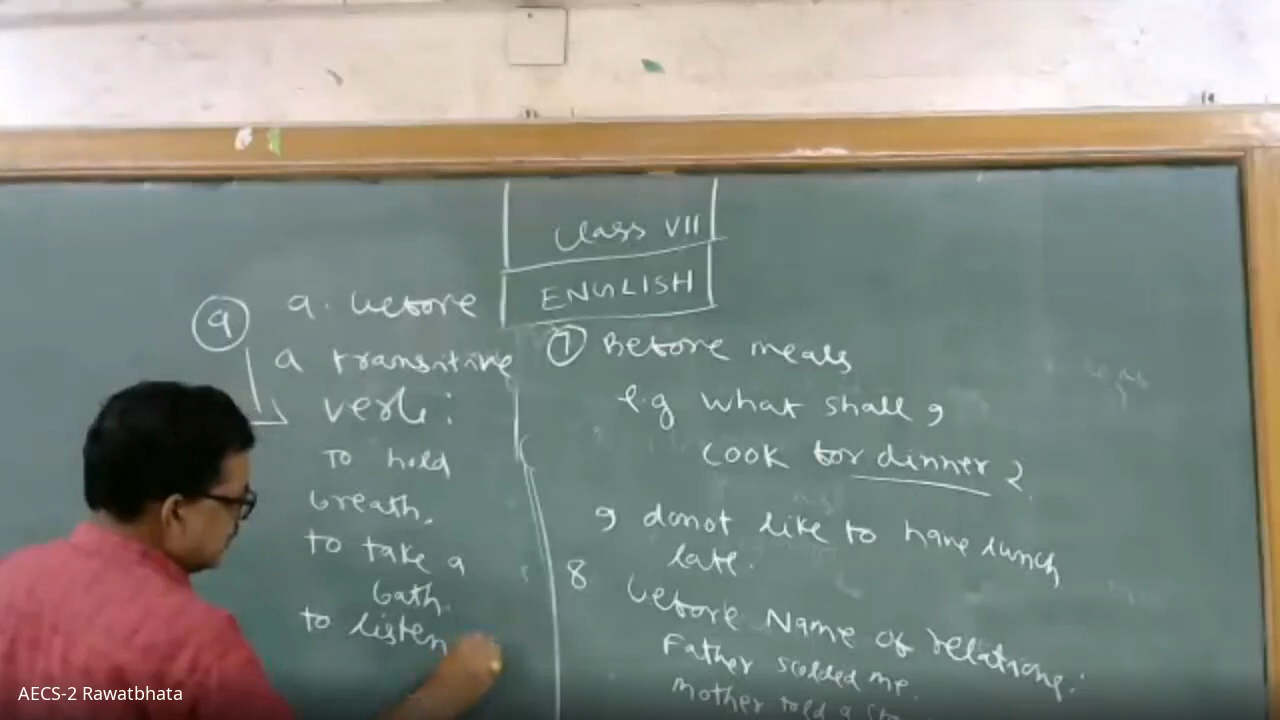 Class VII
ENGLISH
9 9. before
a transitive
verb:
To hold
breath.
to take a
bath.
to listen
7 Before meals
e.g what shall I
cook for dinner ?
I donot like to have lunch
late.
8 before Name of relations:
Father scolded me.
Mother told a
AECS-2 Rawatbhata